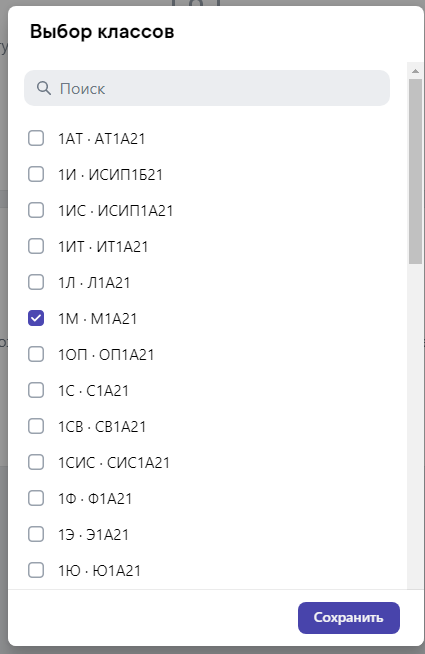 Выбор классов
Поиск
1АТ · АТ1А21
1И · ИСИП1Б21
1ИС · ИСИП1А21
1ИТ · ИТ1А21
1Л · Л1А21
1М · М1А21
1ОП · ОП1А21
1С · С1А21
1СВ · СВ1А21
1СИС · СИС1А21
1Ф · Ф1А21
1Э · Э1А21
1Ю · Ю1А21
Сохранить